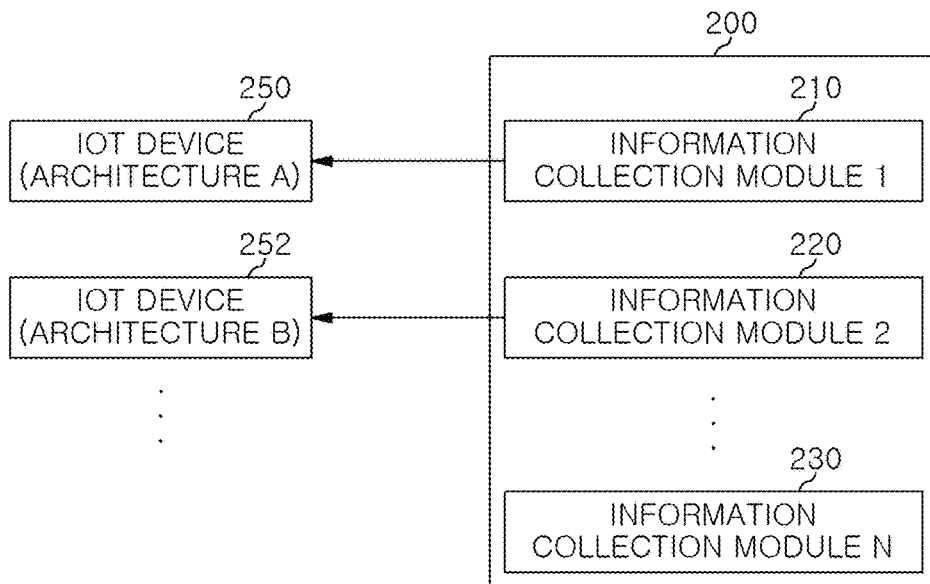 200
250
210
IOT DEVICE
(ARCHITECTURE A)
INFORMATION
COLLECTION MODULE 1
252
220
IOT DEVICE
(ARCHITECTURE B)
INFORMATION
COLLECTION MODULE 2
230
INFORMATION
COLLECTION MODULE N